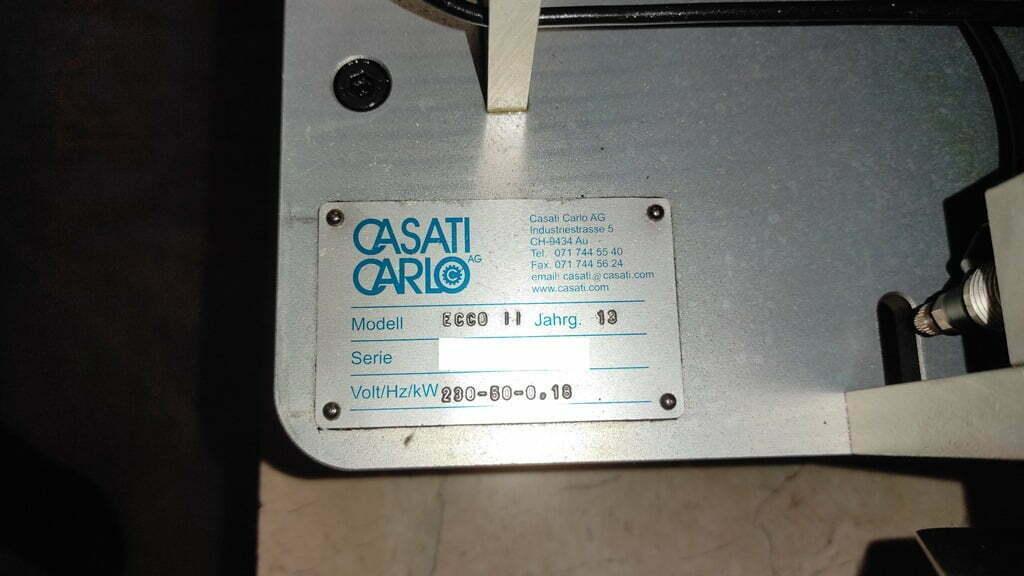 CASATI
CARLO AG
Casati Carlo AG
Industriestrasse 5
CH-9434 Au
Tel. 071 744 55 40
Fax. 071 744 56 24
email: casati@casati.com
www.casati.com
Modell ECCO II Jahrg. 13
Serie
Volt/Hz/kW 230-50-0,18